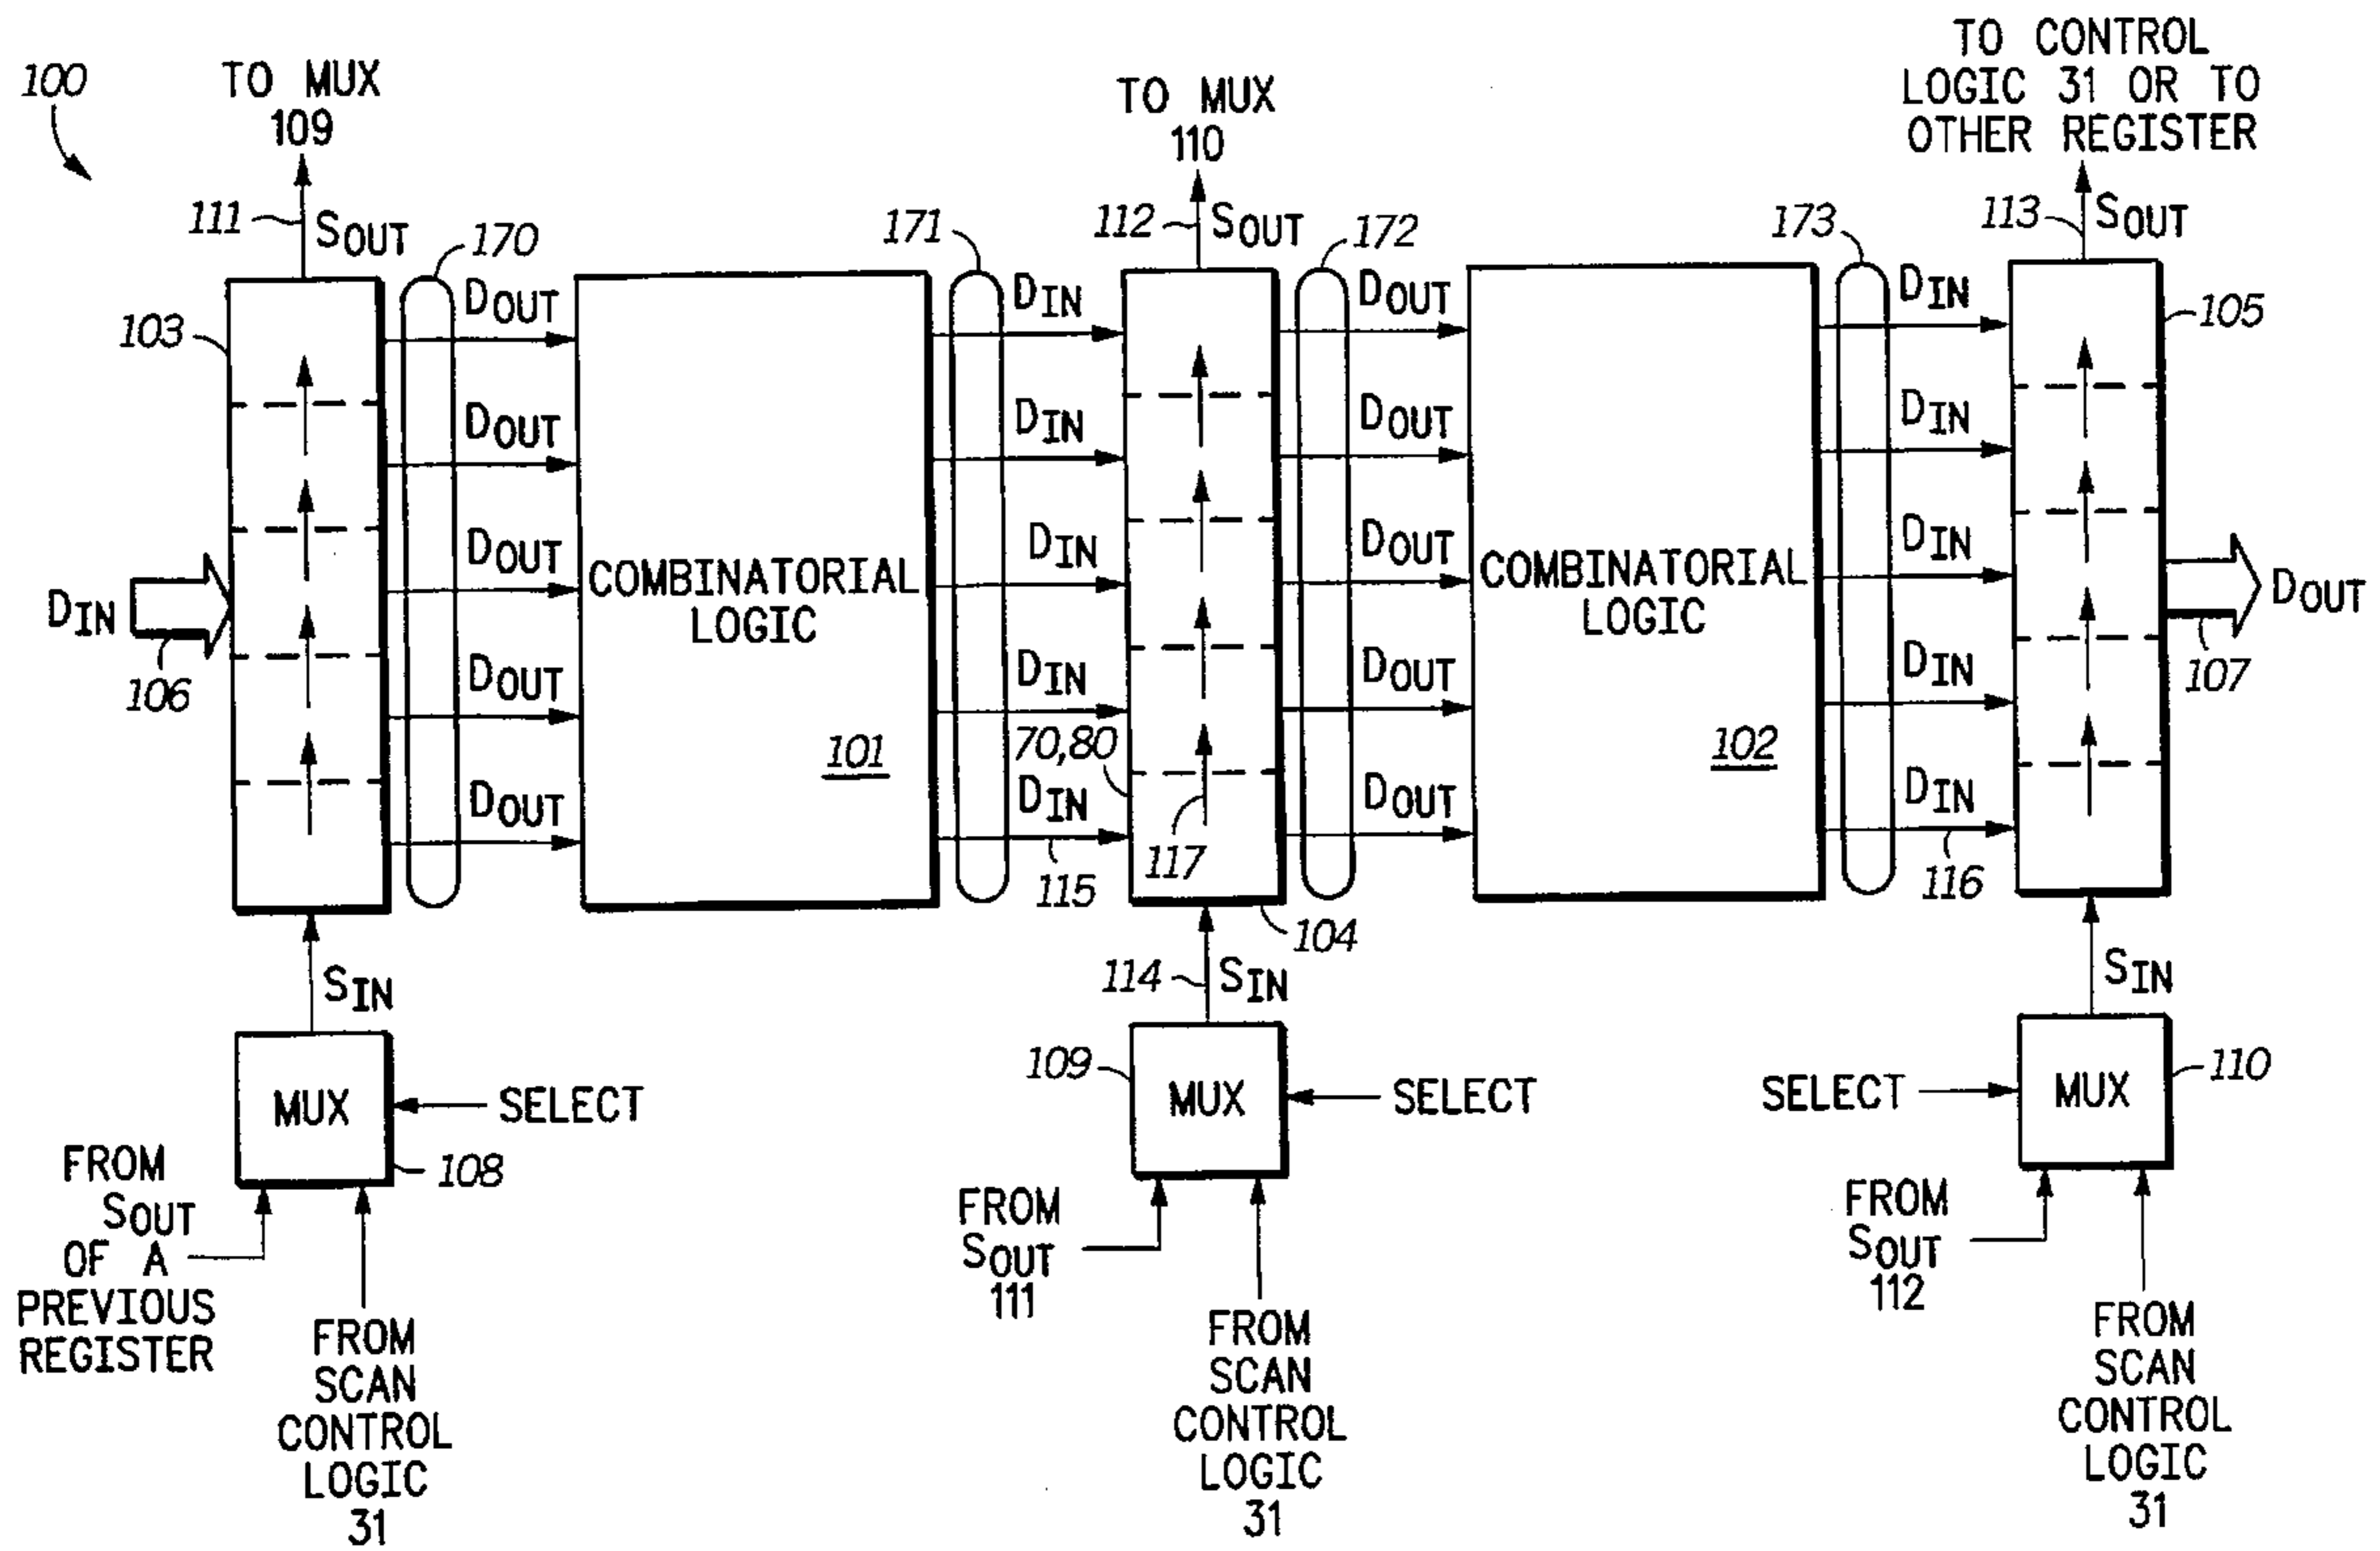 100
TO MUX
109
TO MUX
110
TO CONTROL
LOGIC 31 OR TO
OTHER REGISTER
111
SOUT
170
171
112
SOUT
172
173
113
SOUT
103
DOUT
DIN
DOUT
DIN
105
DOUT
DIN
DOUT
DIN
DOUT
DIN
DOUT
DIN
DIN
106
COMBINATORIAL
LOGIC
COMBINATORIAL
LOGIC
DOUT
107
DOUT
DIN
DOUT
DIN
101
70,80
102
DOUT
DIN
DOUT
DIN
115
117
116
104
SIN
114
SIN
SIN
MUX
SELECT
108
109
MUX
SELECT
SELECT
MUX
110
FROM
SOUT
OF A
PREVIOUS
REGISTER
FROM
SCAN
CONTROL
LOGIC
31
FROM
SOUT
111
FROM
SCAN
CONTROL
LOGIC
31
FROM
SOUT
112
FROM
SCAN
CONTROL
LOGIC
31